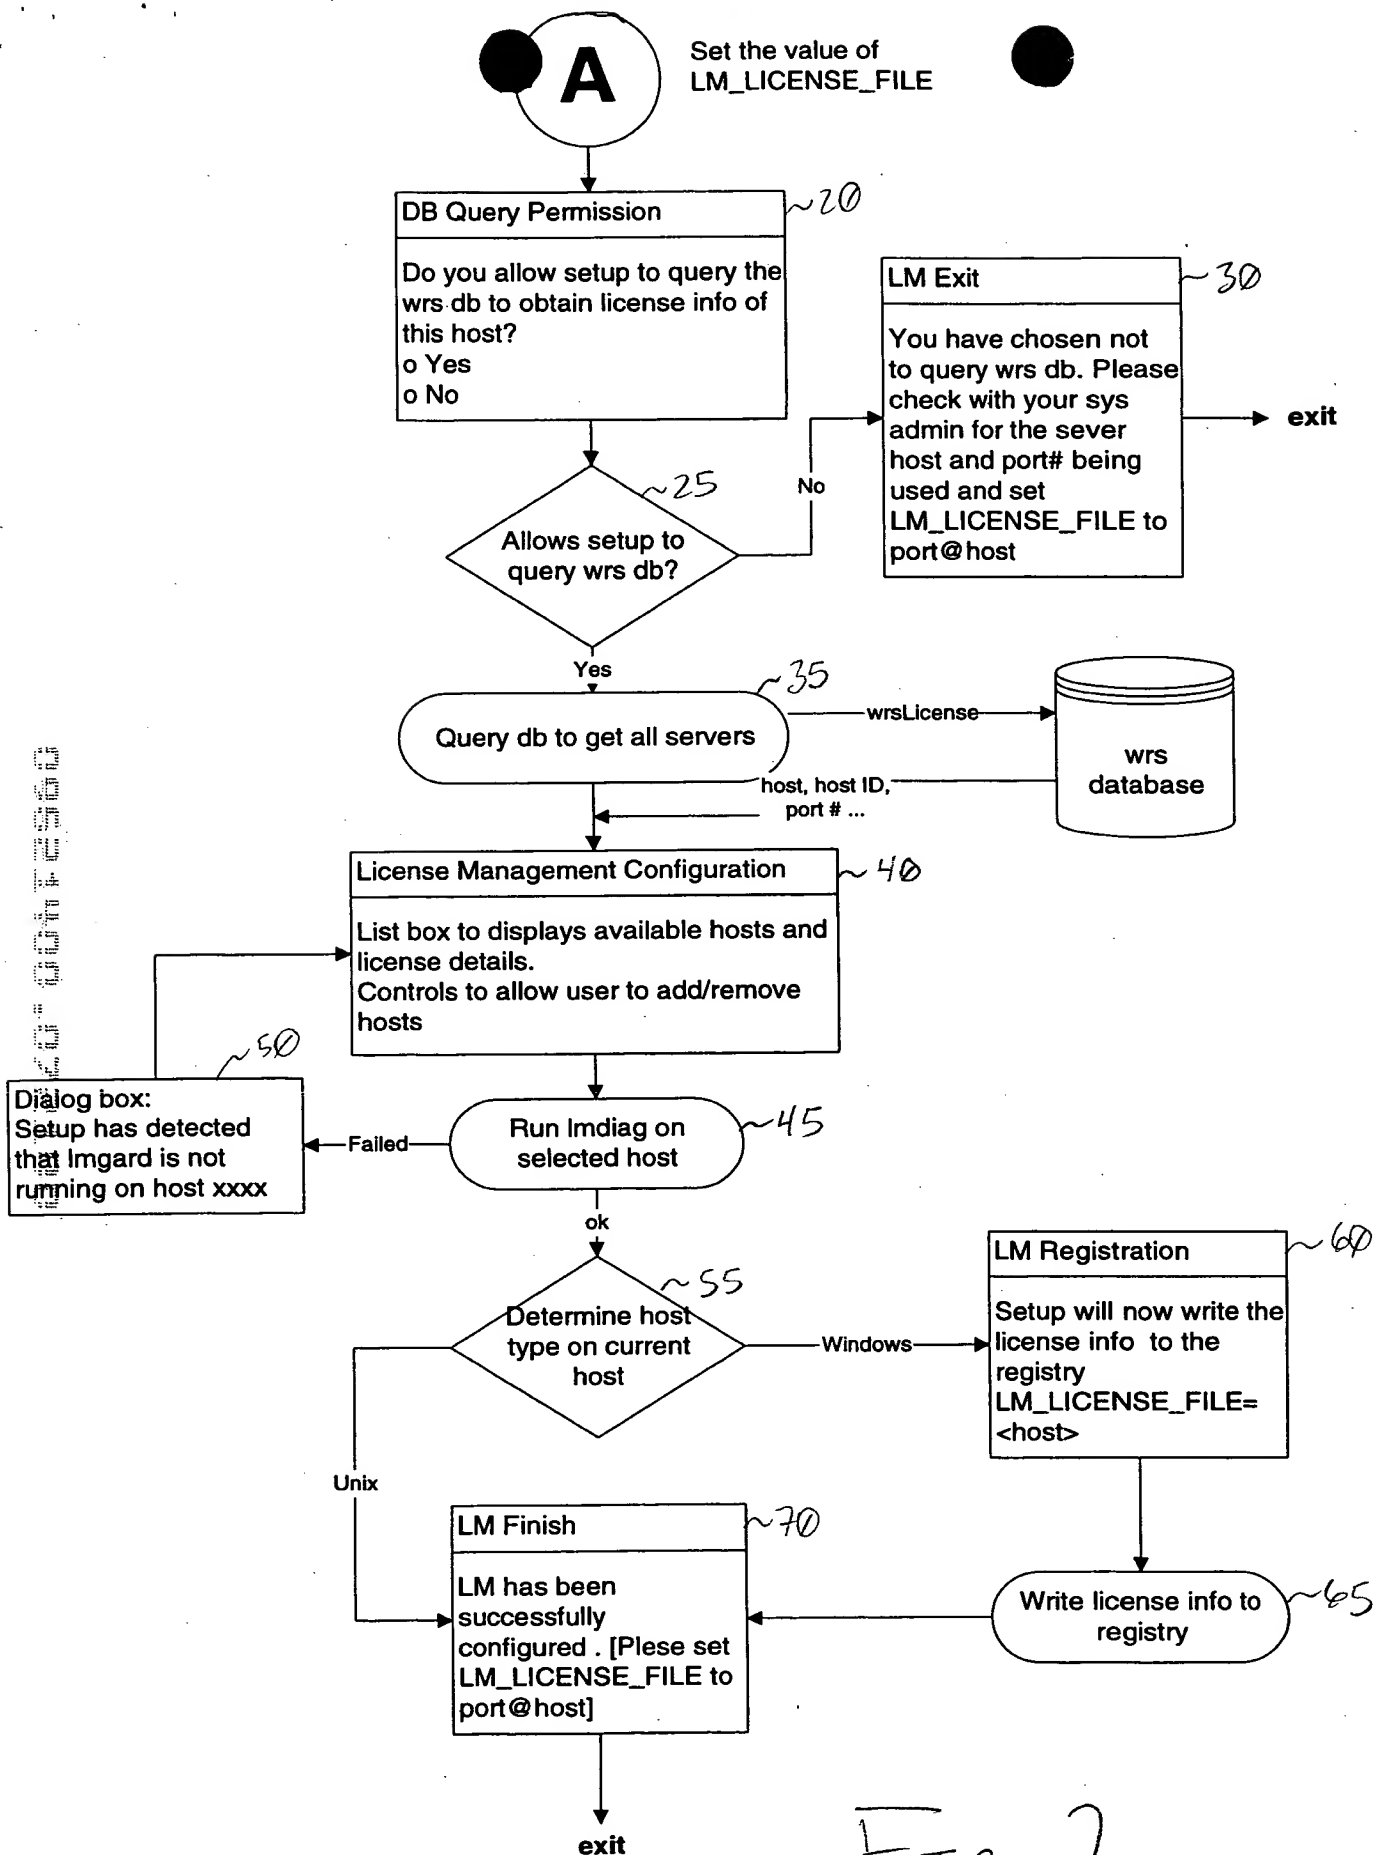 A
Set the value of
LM_LICENSE_FILE
DB Query Permission
~20
Do you allow setup to query the
wrs db to obtain license info of
this host?
o Yes
o No
LM Exit
~30
You have chosen not
to query wrs db. Please
check with your sys
admin for the sever
host and port# being
used and set
LM_LICENSE_FILE to
port@host
exit
~25
Allows setup to
query wrs db?
No
Yes
~35
Query db to get all servers
wrsLicense
wrs
database
host, host ID,
port # ...
License Management Configuration
~40
List box to displays available hosts and
license details.
Controls to allow user to add/remove
hosts
~50
Dialog box:
Setup has detected
that lmgard is not
running on host xxxx
Failed
Run lmdiag on
selected host
~45
ok
~55
Determine host
type on current
host
Windows
Unix
LM Registration
~60
Setup will now write the
license info to the
registry
LM_LICENSE_FILE=
<host>
Write license info to
registry
~65
LM Finish
~70
LM has been
successfully
configured . [Plese set
LM_LICENSE_FILE to
port@host]
exit